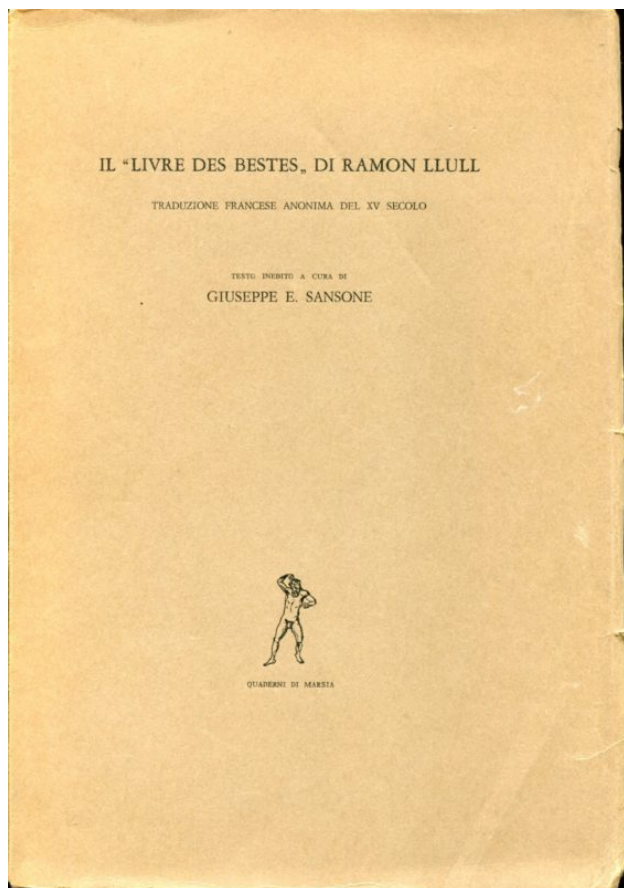 IL "LIVRE DES BESTES„ DI RAMON LLULL
TRADUZIONE FRANCESE ANONIMA DEL XV SECOLO
TESTO INEDITO A CURA DI
GIUSEPPE E. SANSONE
QUADERNI DI MARSIA